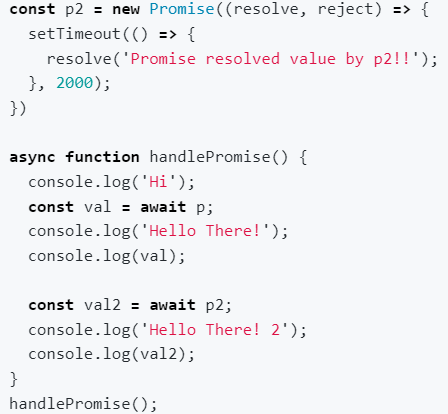 const p2 = new Promise((resolve, reject) => {
  setTimeout(() => {
    resolve('Promise resolved value by p2!!');
  }, 2000);
})

async function handlePromise() {
  console.log('Hi');
  const val = await p;
  console.log('Hello There!');
  console.log(val);

  const val2 = await p2;
  console.log('Hello There! 2');
  console.log(val2);
}
handlePromise();